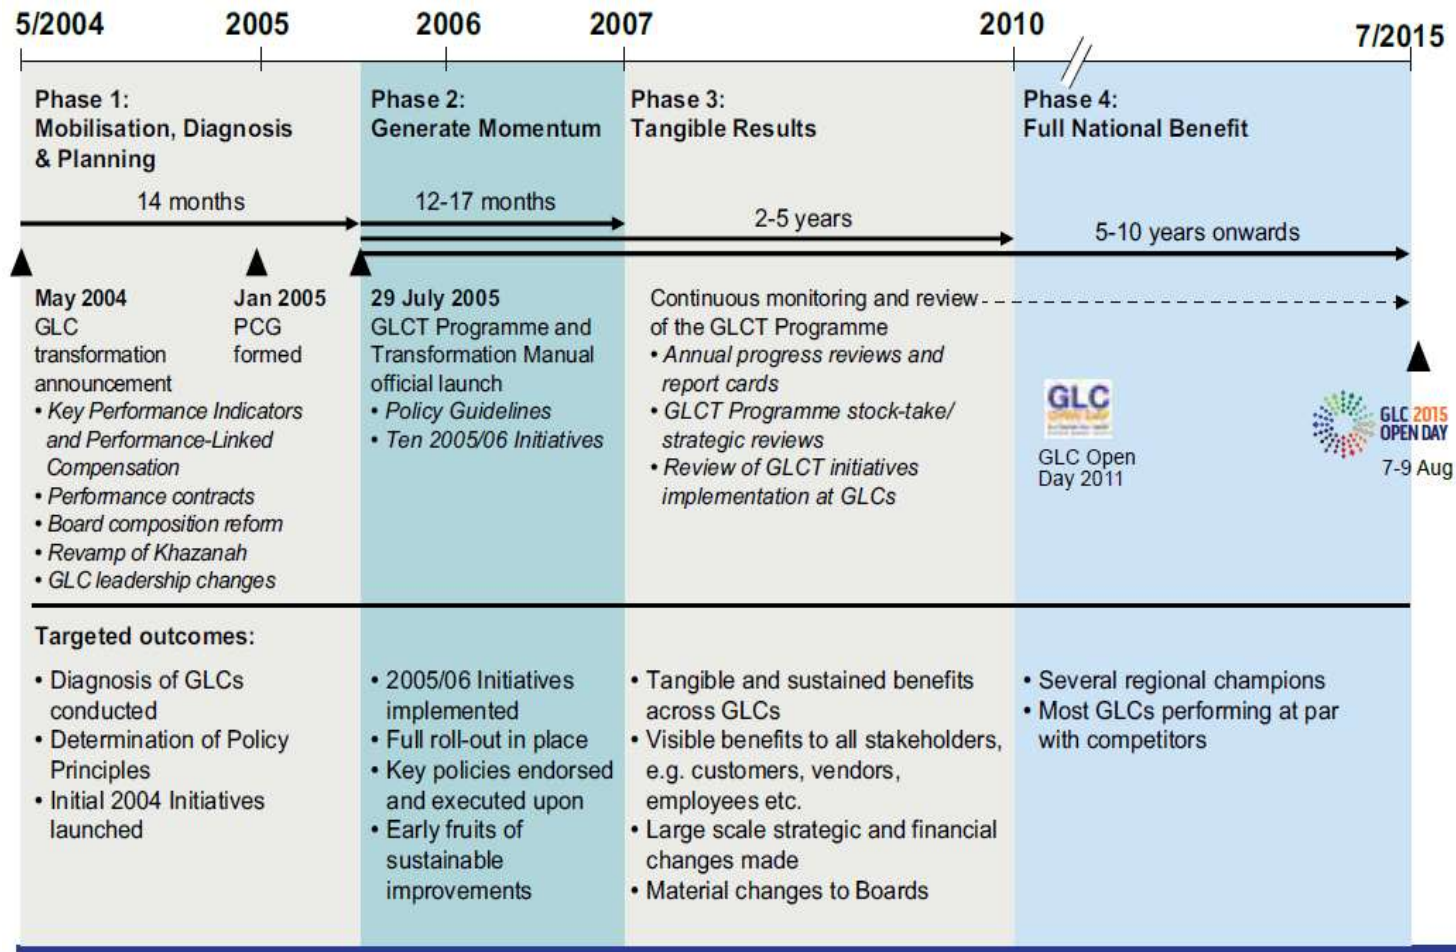 5/2004
2005
2006
2007
2010
7/2015
Phase 1:
Mobilisation, Diagnosis
& Planning
14 months
May 2004
GLC
transformation
announcement
• Key Performance Indicators
and Performance-Linked
Compensation
• Performance contracts
• Board composition reform
• Revamp of Khazanah
• GLC leadership changes
Jan 2005
PCG
formed
Phase 2:
Generate Momentum
12-17 months
29 July 2005
GLCT Programme and
Transformation Manual
official launch
• Policy Guidelines
• Ten 2005/06 Initiatives
Phase 3:
Tangible Results
2-5 years
Continuous monitoring and review
of the GLCT Programme
• Annual progress reviews and
report cards
• GLCT Programme stock-take/
strategic reviews
• Review of GLCT initiatives
implementation at GLCs
Phase 4:
Full National Benefit
5-10 years onwards
GLC
OPEN DAY
GLC Open
Day 2011
GLC 2015
OPEN DAY
7-9 Aug
Targeted outcomes:
• Diagnosis of GLCs
conducted
• Determination of Policy
Principles
• Initial 2004 Initiatives
launched
• 2005/06 Initiatives
implemented
• Full roll-out in place
• Key policies endorsed
and executed upon
• Early fruits of
sustainable
improvements
• Tangible and sustained benefits
across GLCs
• Visible benefits to all stakeholders,
e.g. customers, vendors,
employees etc.
• Large scale strategic and financial
changes made
• Material changes to Boards
• Several regional champions
• Most GLCs performing at par
with competitors